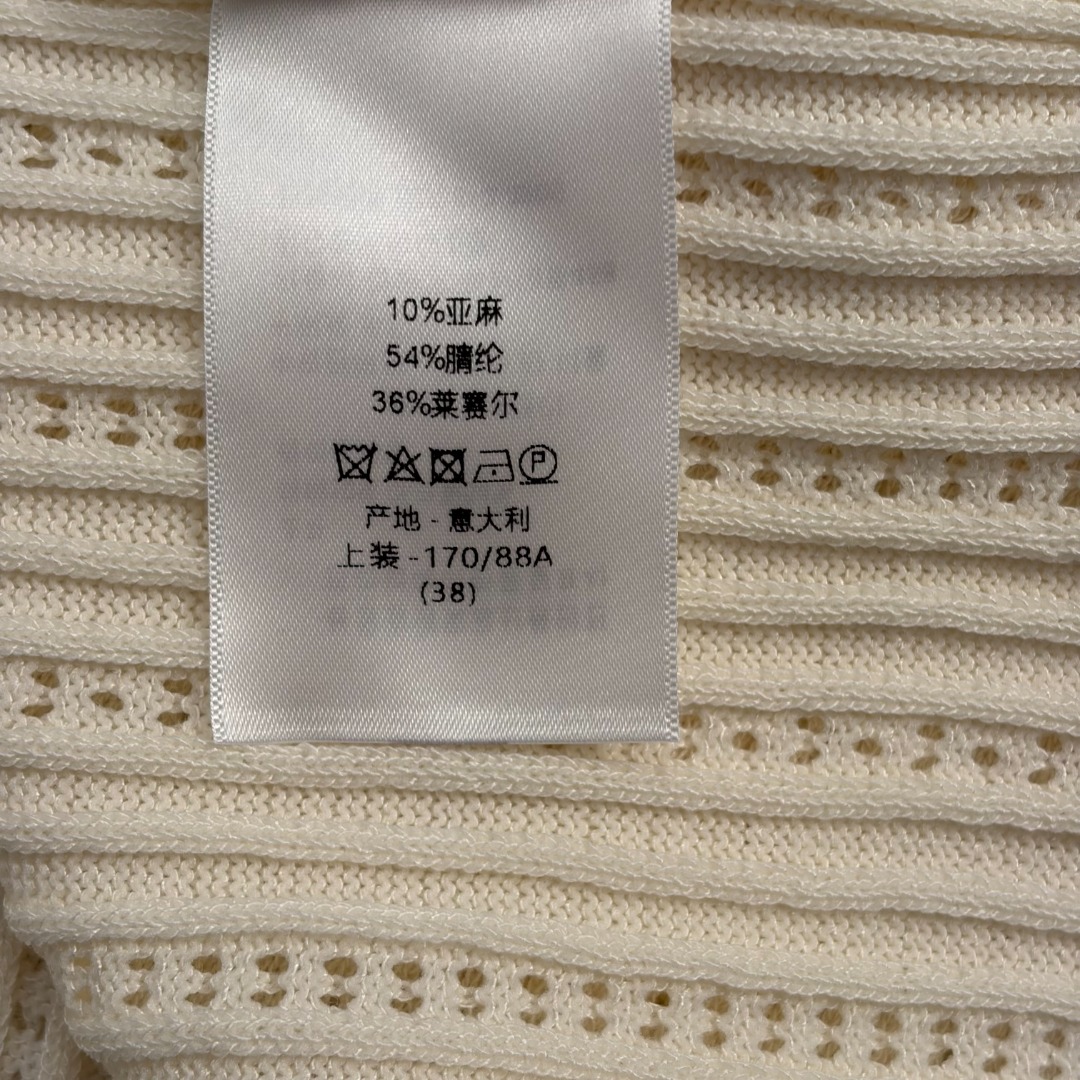 10%亚麻
54%腈纶
36%莱赛尔
P
产地 - 意大利
上装 -170/88A
(38)